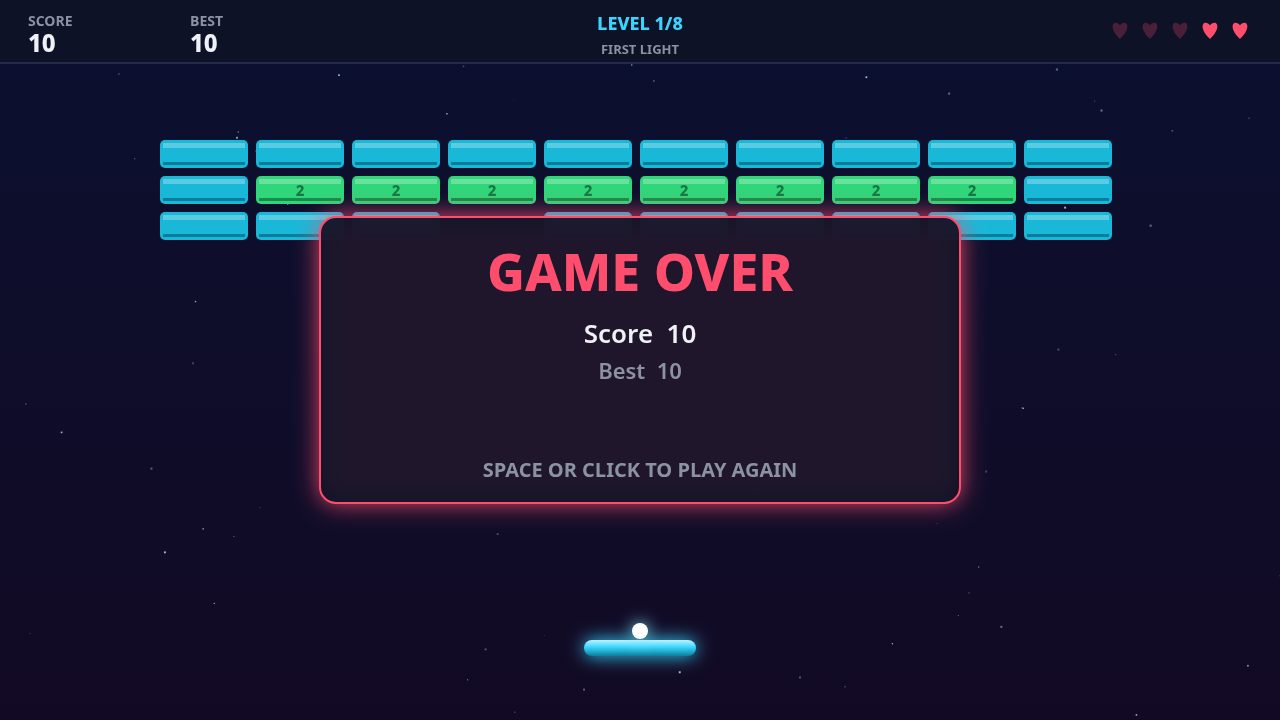 SCORE
10
BEST
10
LEVEL 1/8
FIRST LIGHT
2 2 2 2 2 2 2 2
GAME OVER
Score 10
Best 10
SPACE OR CLICK TO PLAY AGAIN